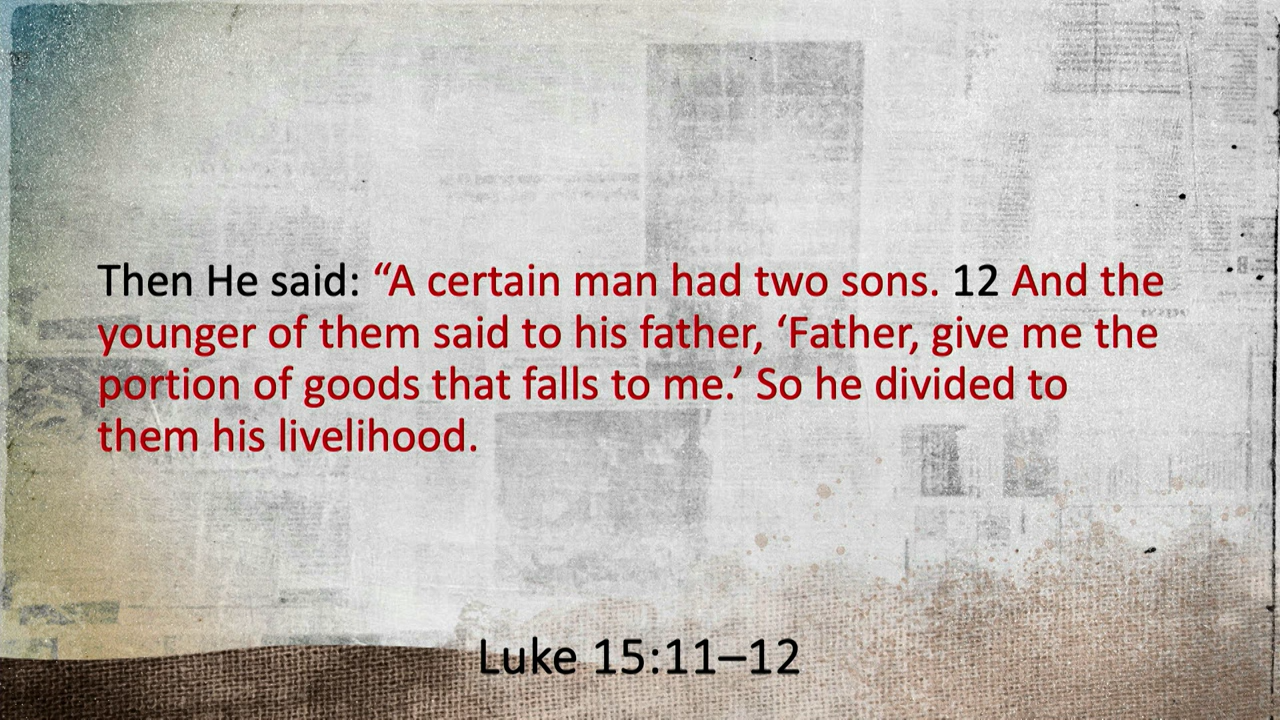 Then He said: “A certain man had two sons. 12 And the
younger of them said to his father, ‘Father, give me the
portion of goods that falls to me.’ So he divided to
them his livelihood.
Luke 15:11–12